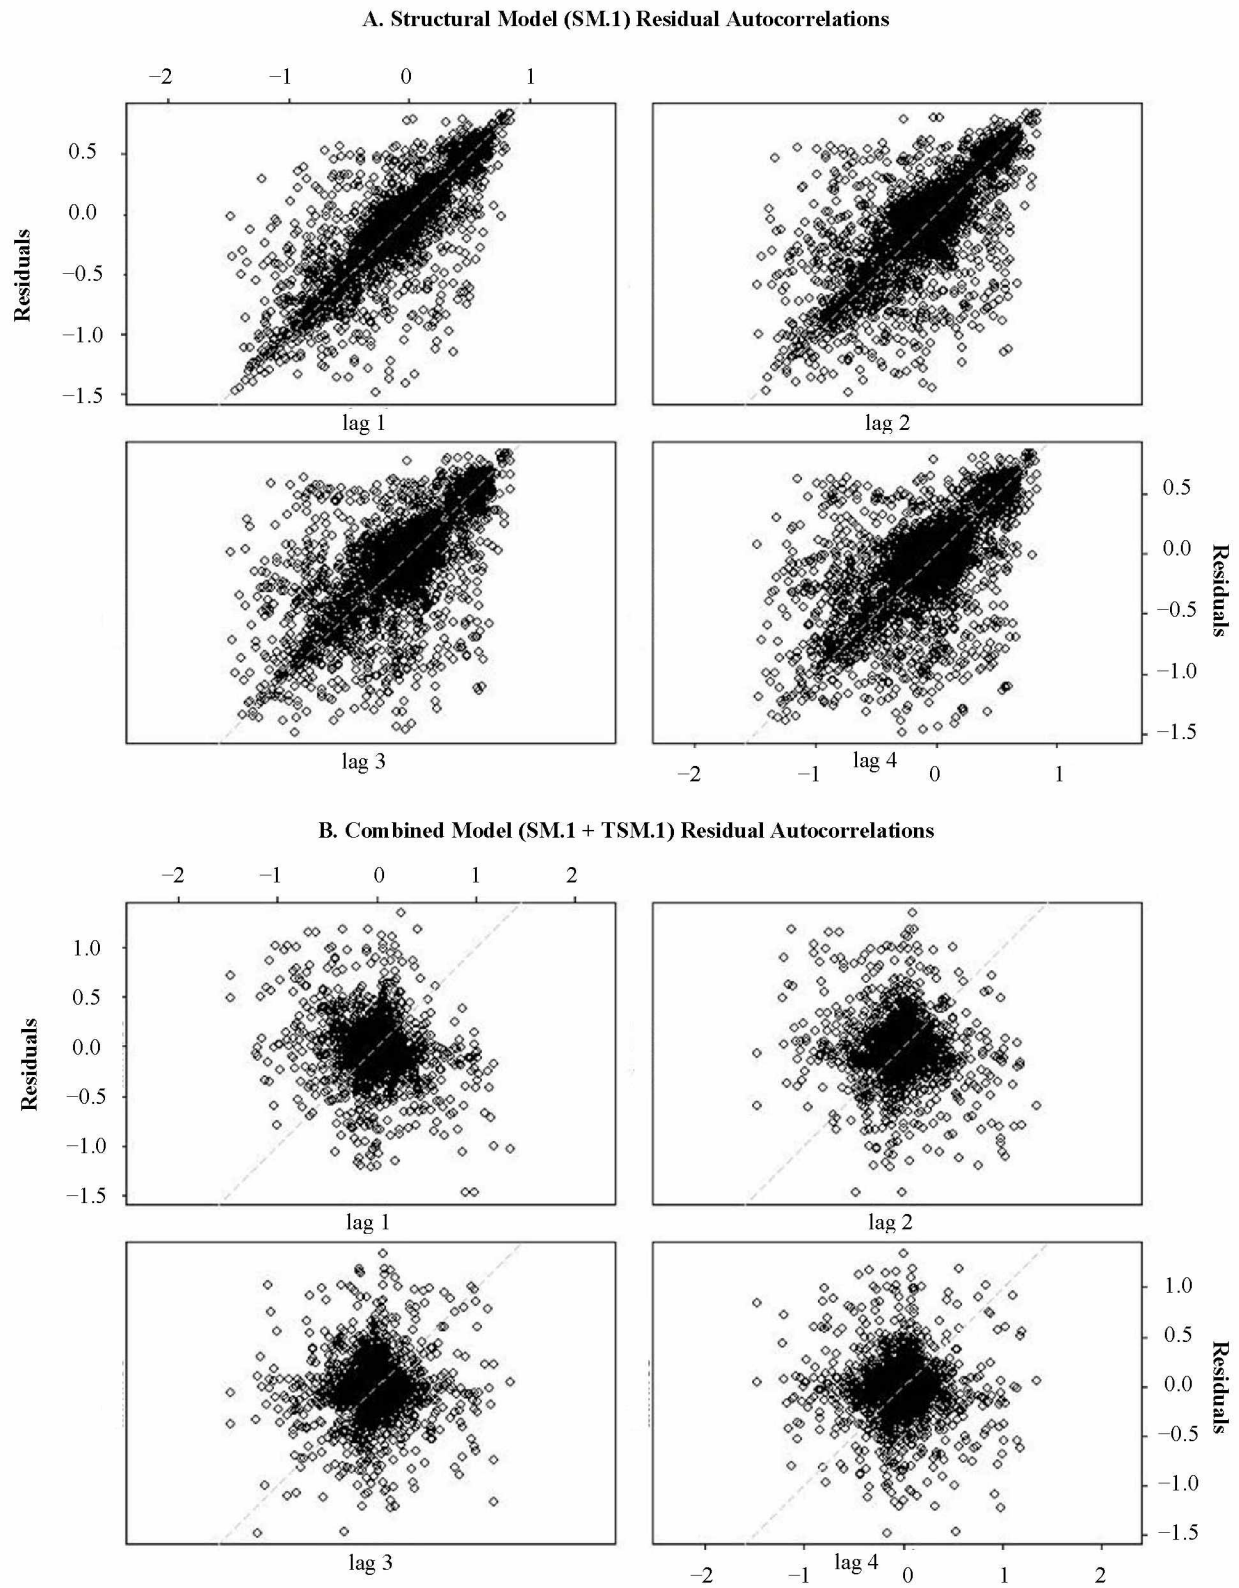 A. Structural Model (SM.1) Residual Autocorrelations
−2 −1 0 1
0.5
0.0
−0.5
−1.0
−1.5
Residuals
lag 1 lag 2
0.5
0.0
−0.5
−1.0
−1.5
Residuals
lag 3 lag 4
−2 −1 0 1
B. Combined Model (SM.1 + TSM.1) Residual Autocorrelations
−2 −1 0 1 2
1.0
0.5
0.0
−0.5
−1.0
−1.5
Residuals
lag 1 lag 2
1.0
0.5
0.0
−0.5
−1.0
−1.5
Residuals
lag 3 lag 4
−2 −1 0 1 2